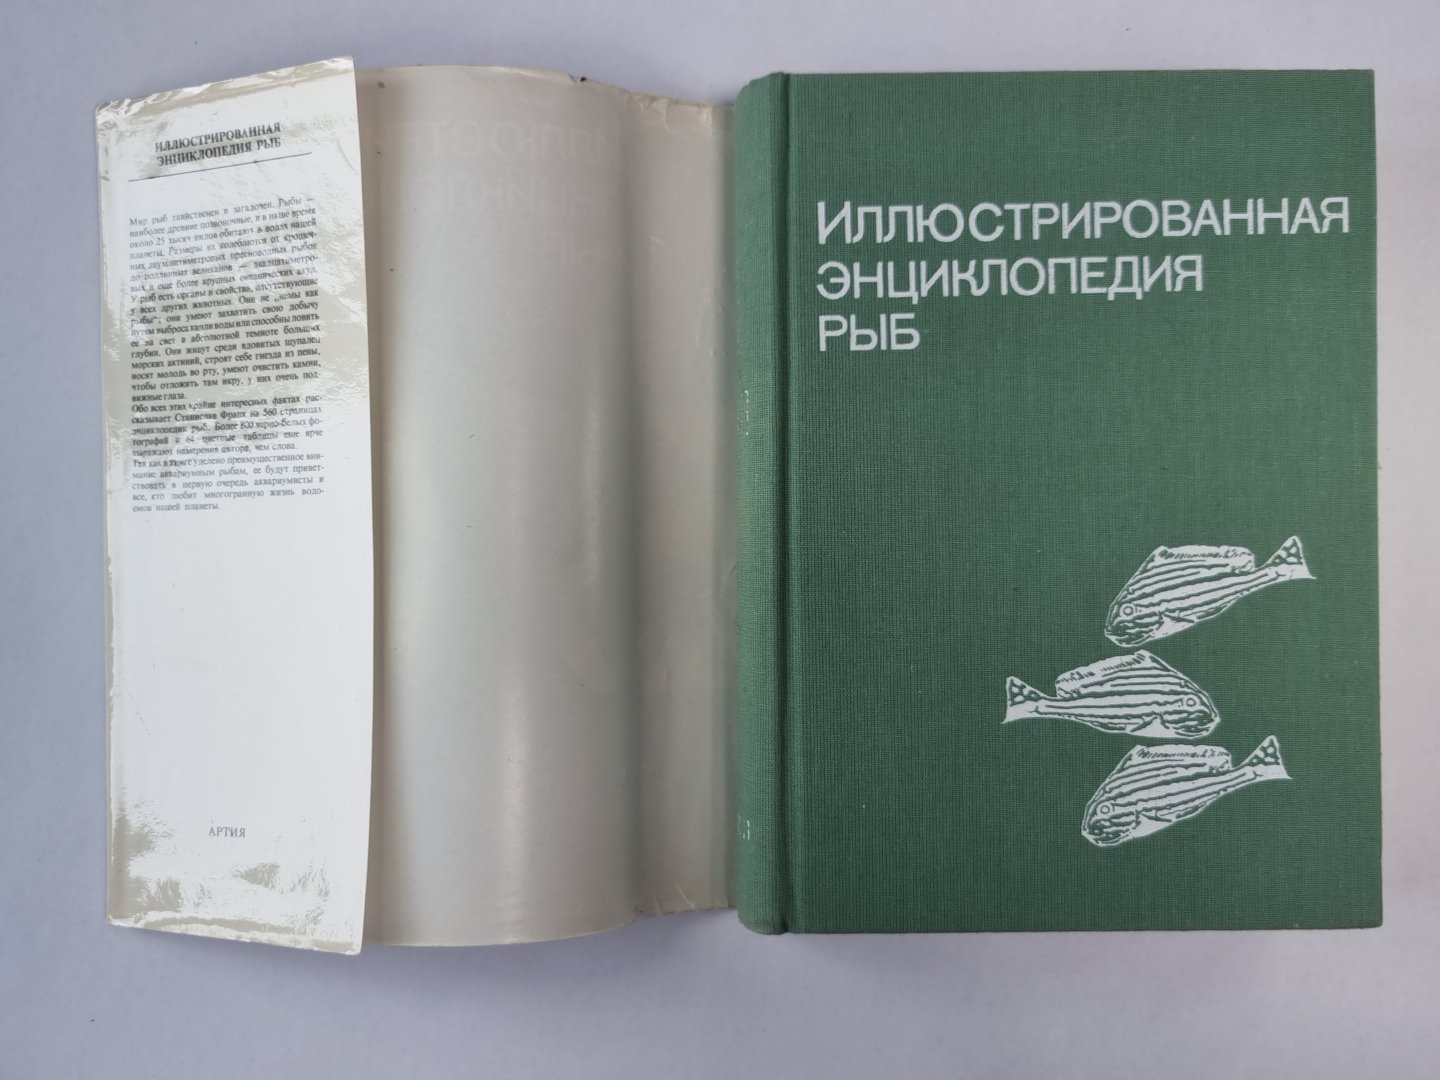 ИЛЛЮСТРИРОВАННАЯ
ЭНЦИКЛОПЕДИЯ РЫБ
Мир рыб таинственен и загадочен. Рыбы —
наиболее древние позвоночные, и в наше время
около 25 тысяч видов обитают в водах нашей
планеты. Размеры их колеблются от крошеч-
ных двухсантиметровых пресноводных рыбок
до подлинных великанов — двадцатиметро-
вых и еще более крупных океанических акул.
У рыб есть органы и свойства, отсутствующие
у всех других животных. Они не „немы как
рыбы“; они умеют захватить свою добычу
путем выброса капли воды или способны ловить
ее на свет в абсолютной темноте больших
глубин. Они живут среди ядовитых щупалец
морских актиний, строят себе гнезда из пены,
носят молодь во рту, умеют очистить камни,
чтобы отложить там икру, у них очень под-
вижные глаза.
Обо всех этих крайне интересных фактах рас-
сказывает Станислав Франк на 560 страницах
энциклопедии рыб. Более 800 черно-белых фо-
тографий и 64 цветные таблицы еще ярче
выражают намерения автора, чем слова.
Так как в книге уделено преимущественное вни-
мание аквариумным рыбам, ее будут привет-
ствовать в первую очередь аквариумисты и
все, кто любит многогранную жизнь водо-
емов нашей планеты.
АРТИЯ
ИЛЛЮСТРИРОВАННАЯ
ЭНЦИКЛОПЕДИЯ
РЫБ